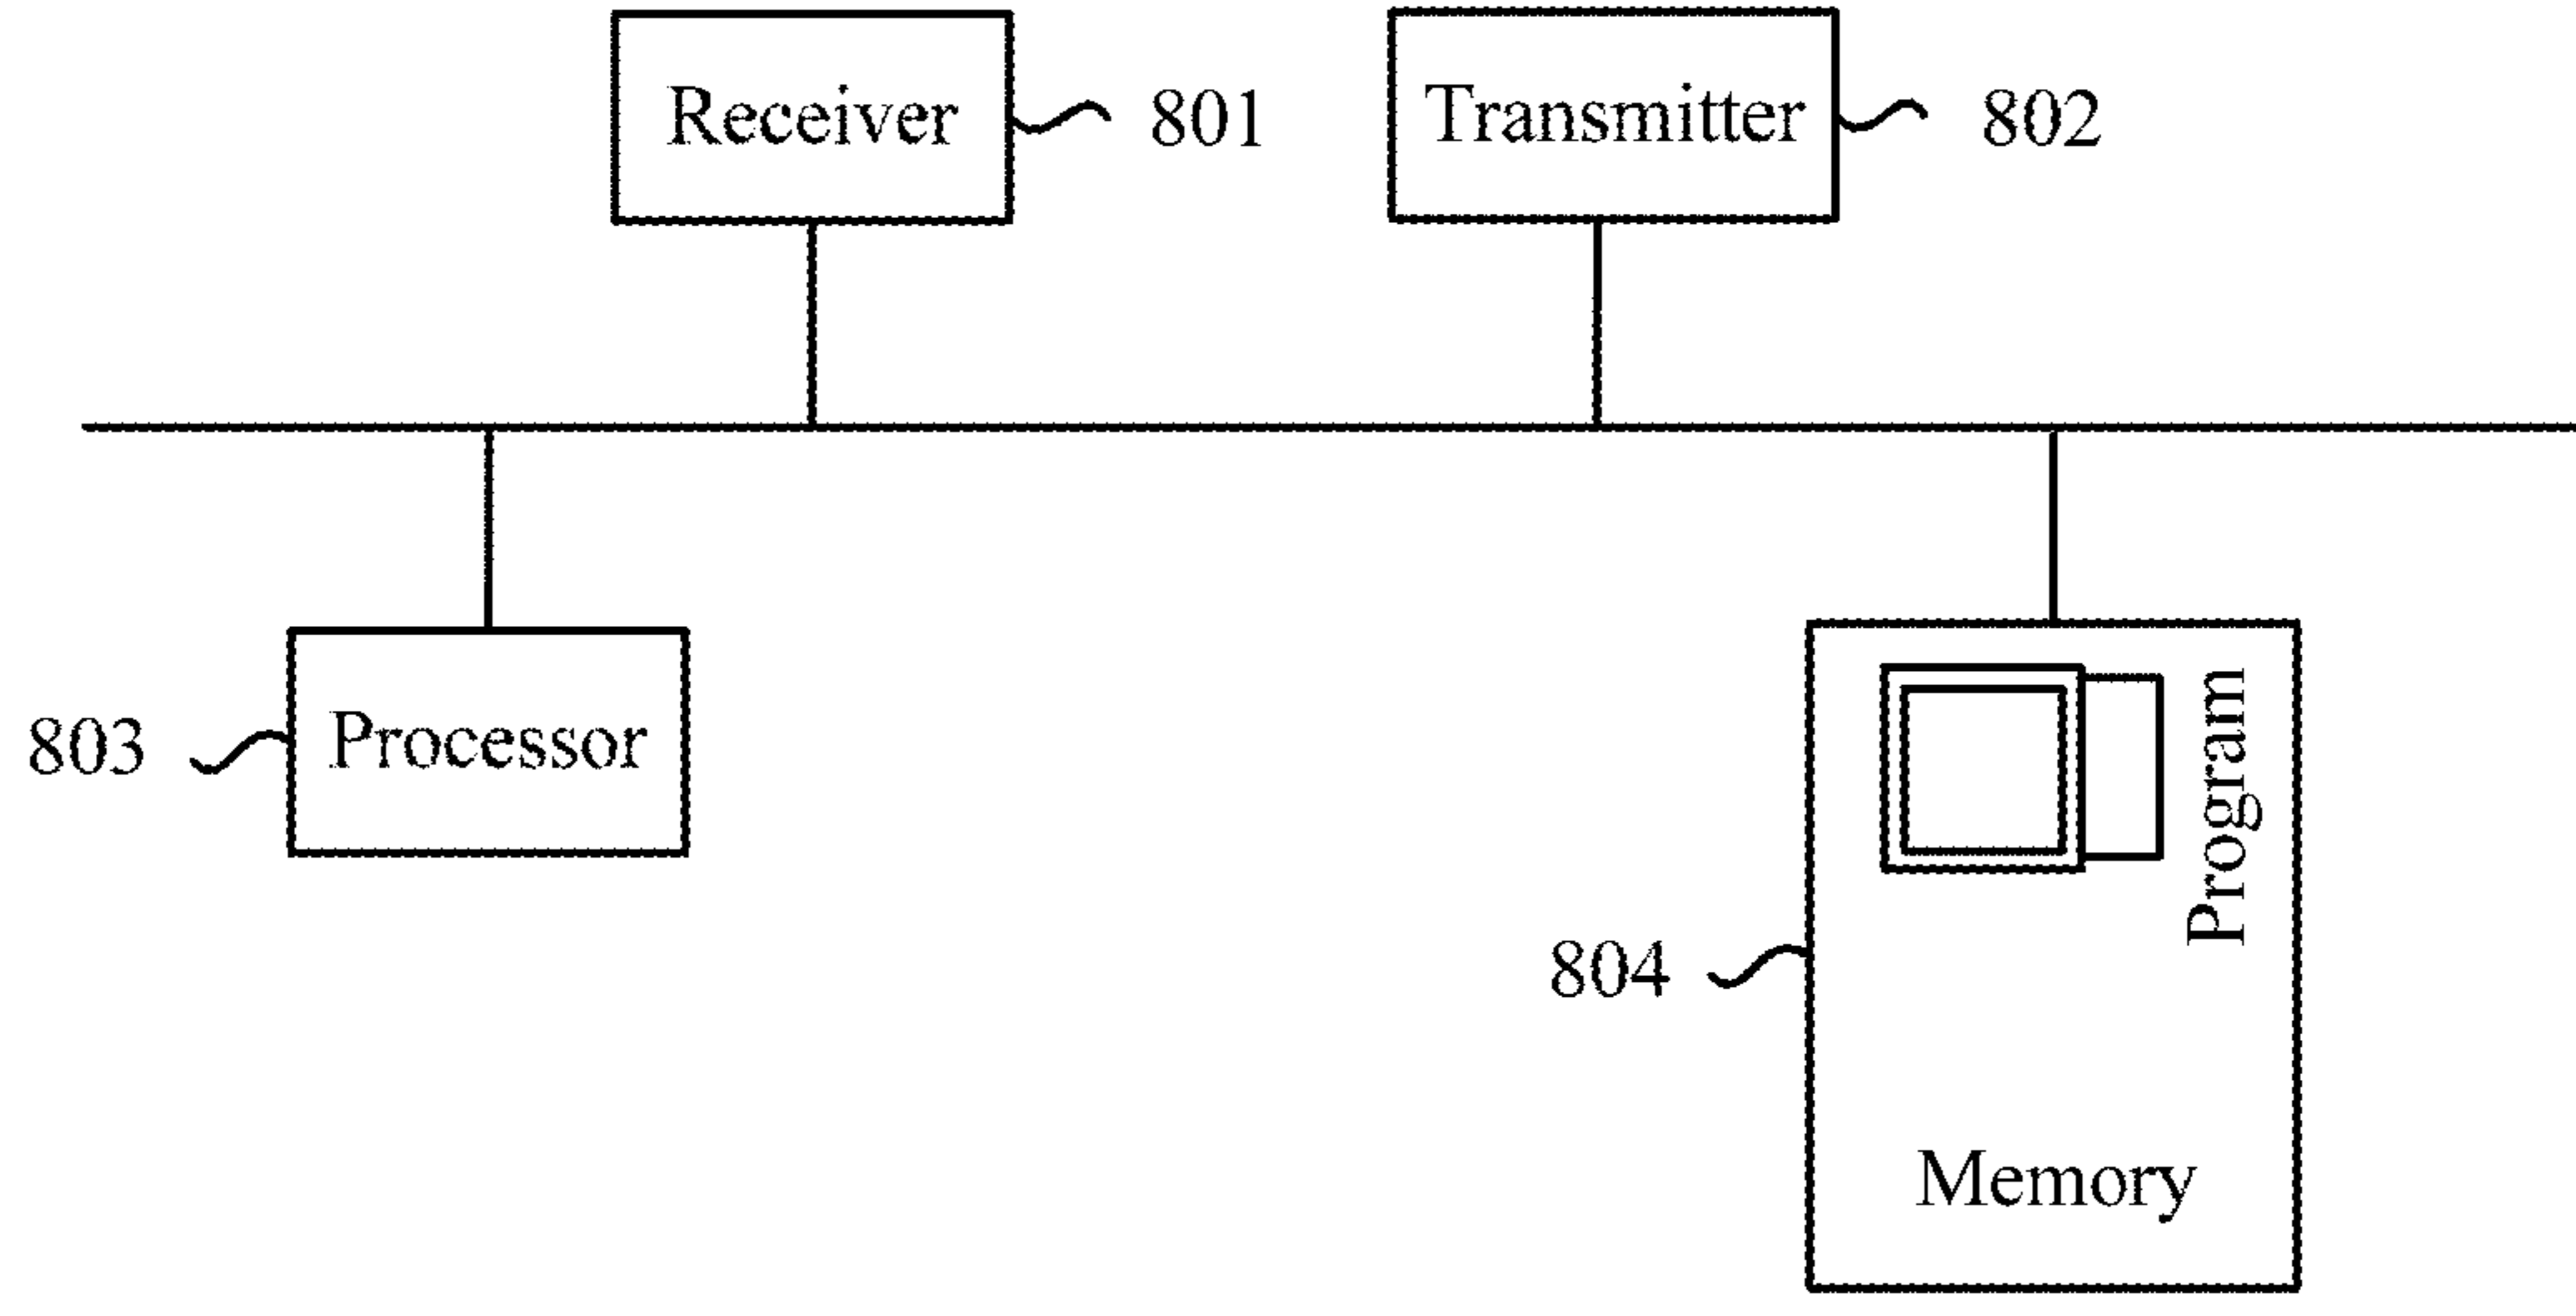 Receiver
801
Transmitter
802
803
Processor
Program
804
Memory